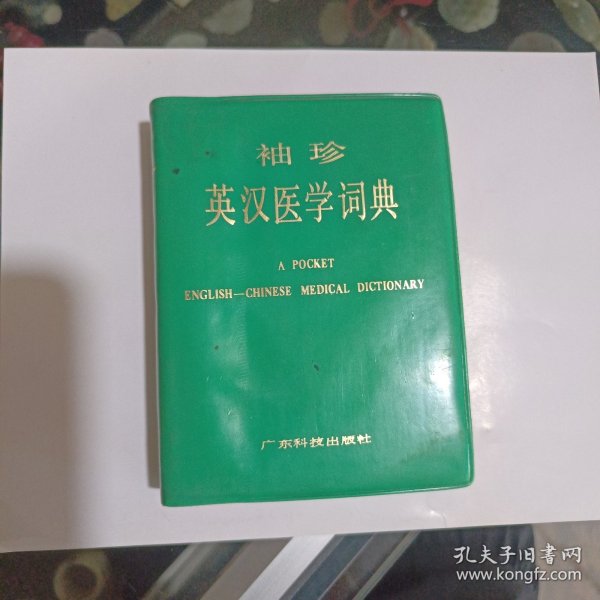 袖珍
英汉医学词典
A POCKET
ENGLISH—CHINESE MEDICAL DICTIONARY
广东科技出版社
孔夫子旧书网
www.kongfz.com